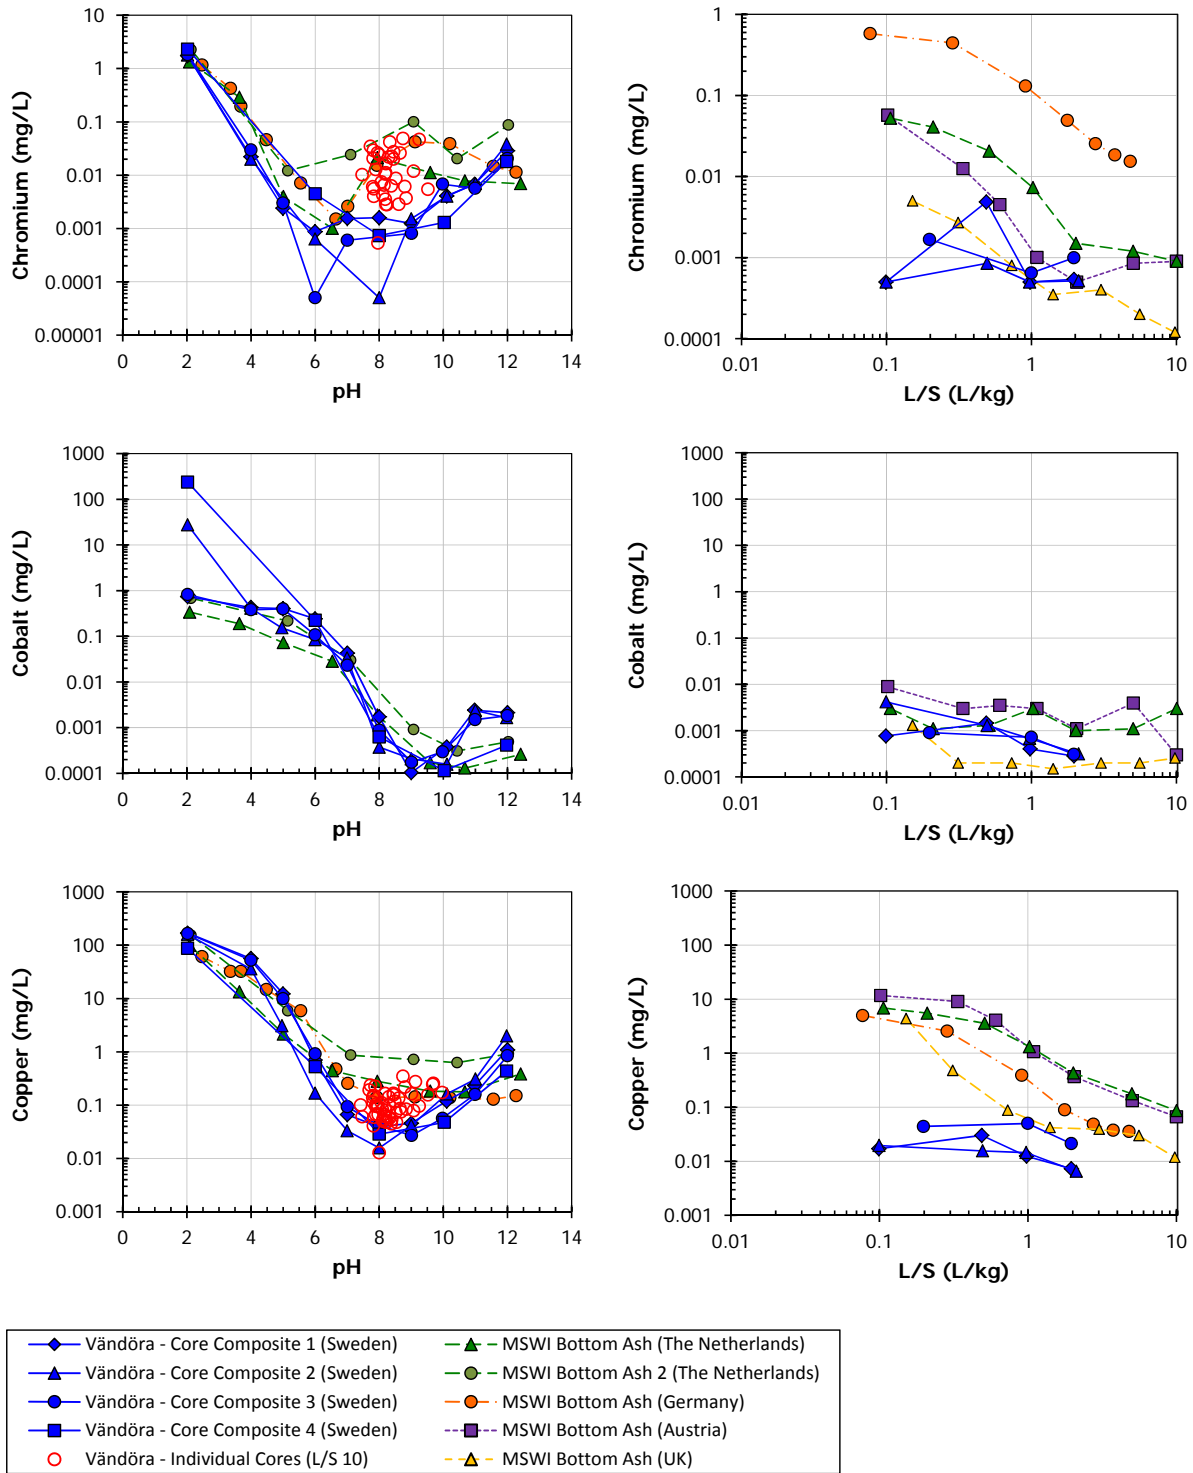 10
1
0.1
0.01
0.001
0.0001
0.00001
Chromium (mg/L)
0 2 4 6 8 10 12 14
pH
1
0.1
0.01
0.001
0.0001
Chromium (mg/L)
0.01 0.1 1 10
L/S (L/kg)
1000
100
10
1
0.1
0.01
0.001
0.0001
Cobalt (mg/L)
0 2 4 6 8 10 12 14
pH
1000
100
10
1
0.1
0.01
0.001
0.0001
Cobalt (mg/L)
0.01 0.1 1 10
L/S (L/kg)
1000
100
10
1
0.1
0.01
0.001
Copper (mg/L)
0 2 4 6 8 10 12 14
pH
1000
100
10
1
0.1
0.01
0.001
Copper (mg/L)
0.01 0.1 1 10
L/S (L/kg)
Vändöra - Core Composite 1 (Sweden)
Vändöra - Core Composite 2 (Sweden)
Vändöra - Core Composite 3 (Sweden)
Vändöra - Core Composite 4 (Sweden)
Vändöra - Individual Cores (L/S 10)
MSWI Bottom Ash (The Netherlands)
MSWI Bottom Ash 2 (The Netherlands)
MSWI Bottom Ash (Germany)
MSWI Bottom Ash (Austria)
MSWI Bottom Ash (UK)